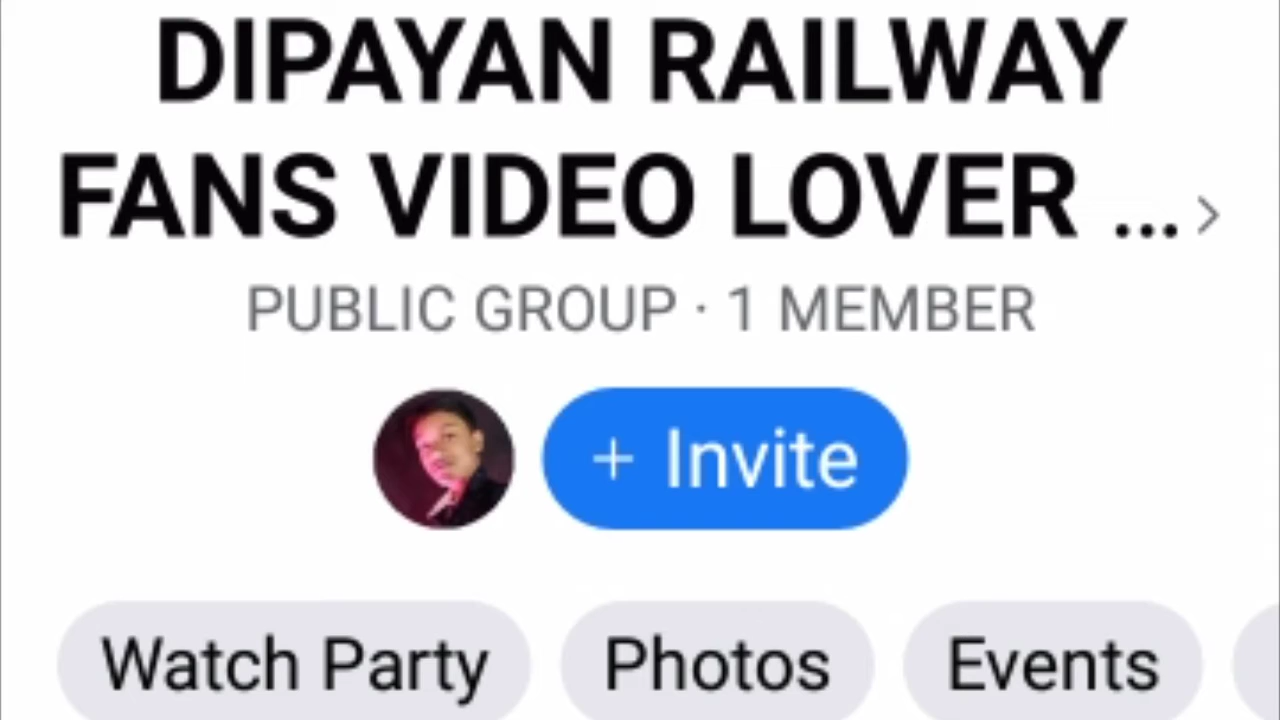 DIPAYAN RAILWAY
FANS VIDEO LOVER ...
PUBLIC GROUP · 1 MEMBER
+ Invite
Watch Party Photos Events